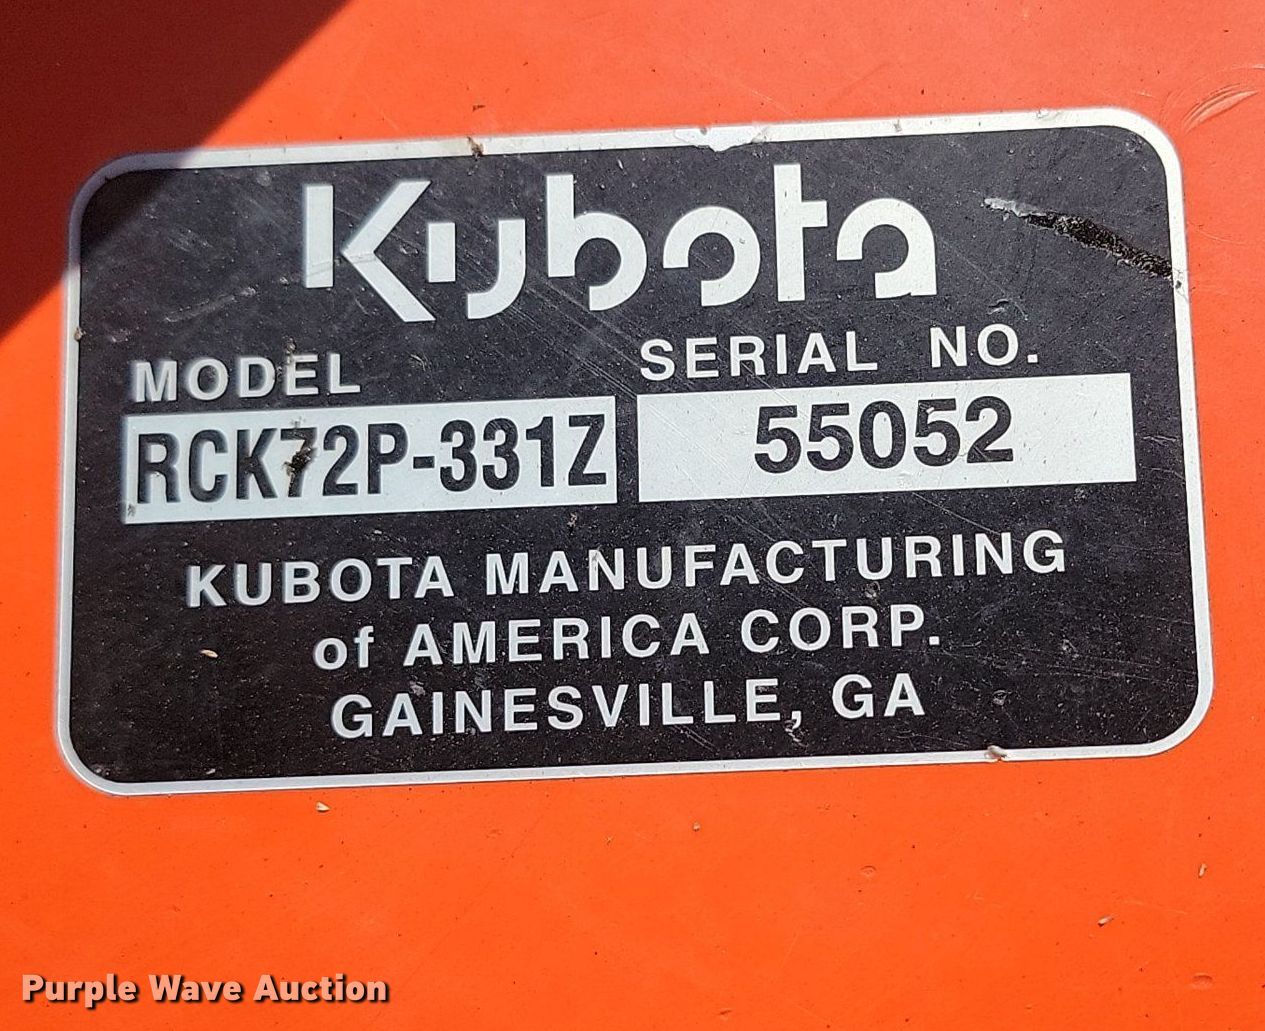 Kubota
MODEL SERIAL NO.
RCK72P-331Z 55052
KUBOTA MANUFACTURING
of AMERICA CORP.
GAINESVILLE, GA
Purple Wave Auction